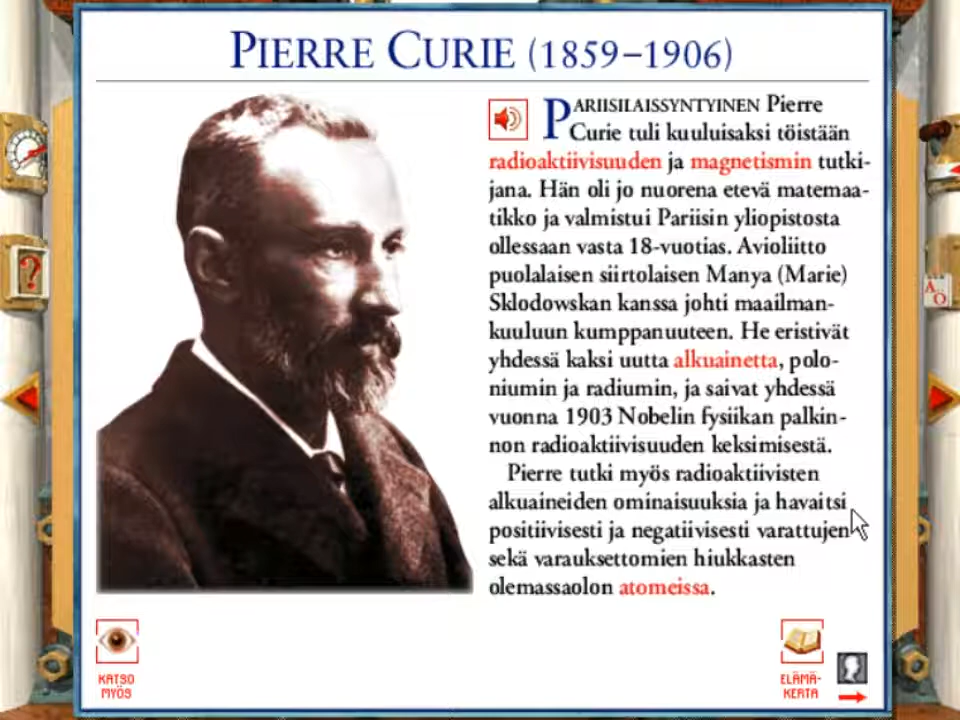 PIERRE CURIE (1859–1906)
PARIISILAISSYNTYINEN Pierre
Curie tuli kuuluisaksi töistään
radioaktiivisuuden ja magnetismin tutki-
jana. Hän oli jo nuorena etevä matemaa-
tikko ja valmistui Pariisin yliopistosta
ollessaan vasta 18-vuotias. Avioliitto
puolalaisen siirtolaisen Manya (Marie)
Sklodowskan kanssa johti maailman-
kuuluun kumppanuuteen. He eristivät
yhdessä kaksi uutta alkuainetta, polo-
niumin ja radiumin, ja saivat yhdessä
vuonna 1903 Nobelin fysiikan palkin-
non radioaktiivisuuden keksimisestä.
Pierre tutki myös radioaktiivisten
alkuaineiden ominaisuuksia ja havaitsi
positiivisesti ja negatiivisesti varattujen
sekä varauksettomien hiukkasten
olemassaolon atomeissa.
?
A
O
KATSO
MYÖS
ELÄMÄ-
KERTA